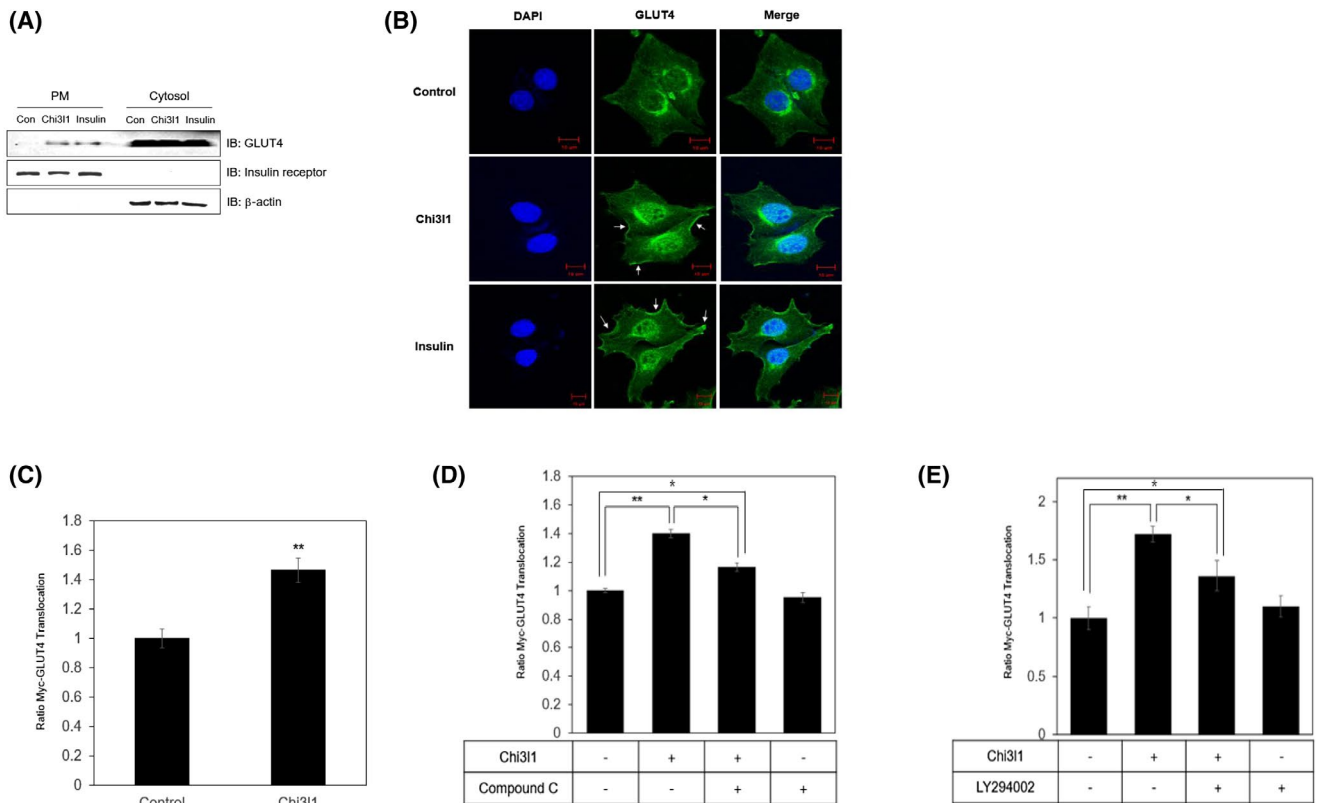 (A)
PM Cytosol
Con Chi3l1 Insulin Con Chi3l1 Insulin
IB: GLUT4
IB: Insulin receptor
IB: β-actin
(B)
DAPI GLUT4 Merge
Control
Chi3l1
Insulin
(C)
Ratio Myc-GLUT4 Translocation
1.8
1.6
1.4
1.2
1
0.8
0.6
0.4
0.2
0
**
Control Chi3l1
(D)
Ratio Myc-GLUT4 Translocation
1.8
1.6
1.4
1.2
1
0.8
0.6
0.4
0.2
0
*
** *
Chi3l1 - + + -
Compound C - - + +
(E)
Ratio Myc-GLUT4 Translocation
2
1.5
1
0.5
0
*
** *
Chi3l1 - + + -
LY294002 - - + +